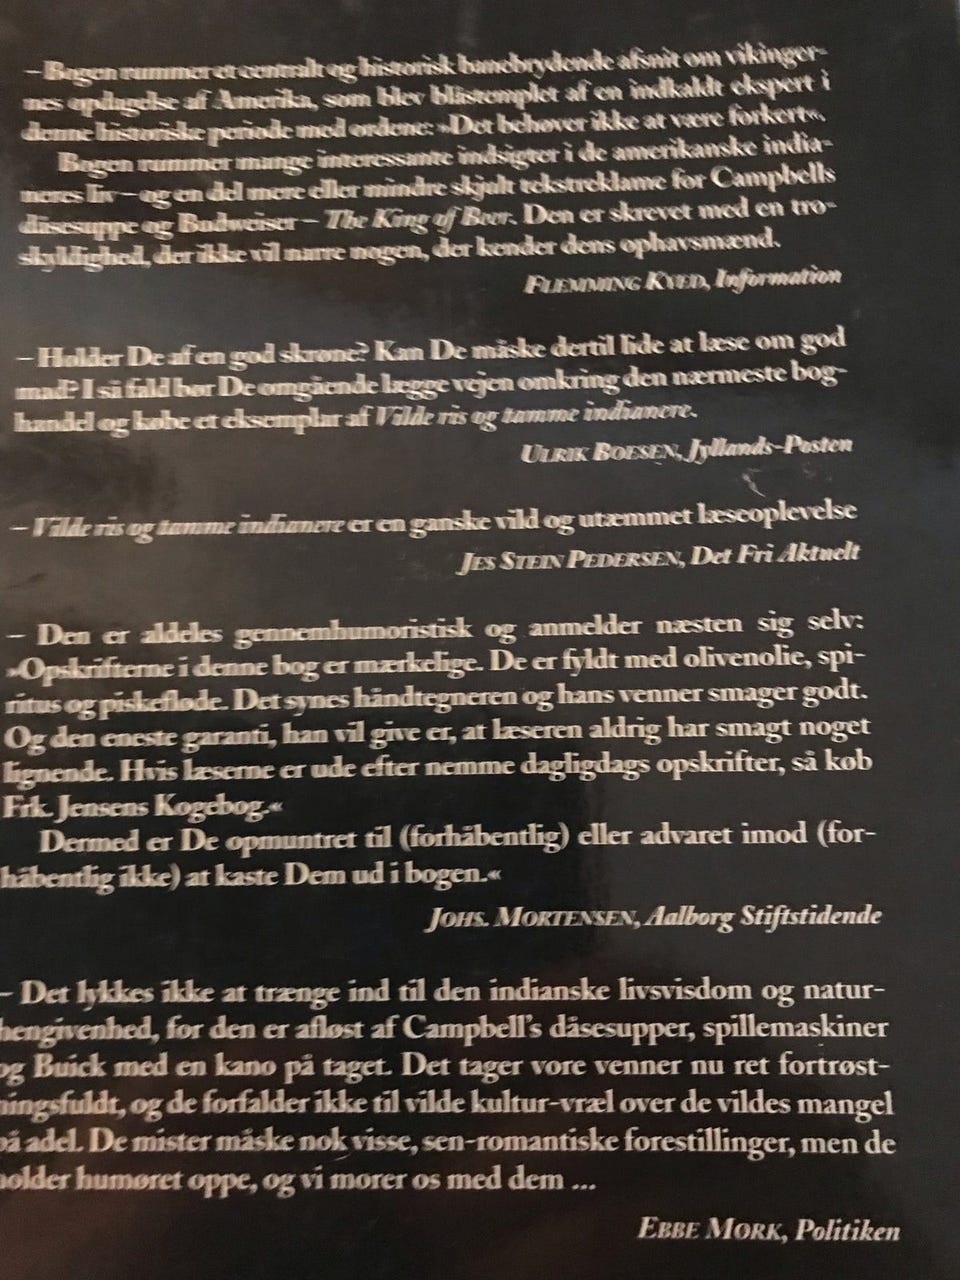 – Bogen rummer et centralt og historisk banebrydende afsnit om vikinger-
nes opdagelse af Amerika, som blev blåstemplet af en indkaldt ekspert i
denne historiske periode med ordene: »Det behøver ikke at være forkert«.
Bogen rummer mange interessante indsigter i de amerikanske india-
neres liv – og en del mere eller mindre skjult tekstreklame for Campbells
dåsesuppe og Budweiser – The King of Beer. Den er skrevet med en tro-
skyldighed, der ikke vil narre nogen, der kender dens ophavsmænd.
FLEMMING KVED, Information
– Holder De af en god skrøne? Kan De måske dertil lide at læse om god
mad? I så fald bør De omgående lægge vejen omkring den nærmeste bog-
handel og købe et eksemplar af Vilde ris og tamme indianere.
ULRIK BOESEN, Jyllands-Posten
– Vilde ris og tamme indianere er en ganske vild og utæmmet læseoplevelse
JES STEIN PEDERSEN, Det Fri Aktuelt
– Den er aldeles gennemhumoristisk og anmelder næsten sig selv:
»Opskrifterne i denne bog er mærkelige. De er fyldt med olivenolie, spi-
ritus og piskefløde. Det synes håndtegneren og hans venner smager godt.
Og den eneste garanti, han vil give er, at læseren aldrig har smagt noget
lignende. Hvis læserne er ude efter nemme dagligdags opskrifter, så køb
Frk. Jensens Kogebog.«
Dermed er De opmuntret til (forhåbentlig) eller advaret imod (for-
håbentlig ikke) at kaste Dem ud i bogen.«
JOHS. MORTENSEN, Aalborg Stiftstidende
– Det lykkes ikke at trænge ind til den indianske livsvisdom og natur-
hengivenhed, for den er afløst af Campbell's dåsesupper, spillemaskiner
og Buick med en kano på taget. Det tager vore venner nu ret fortrøst-
ningsfuldt, og de forfalder ikke til vilde kultur-vræl over de vildes mangel
på adel. De mister måske nok visse, sen-romantiske forestillinger, men de
holder humøret oppe, og vi morer os med dem ...
EBBE MØRK, Politiken